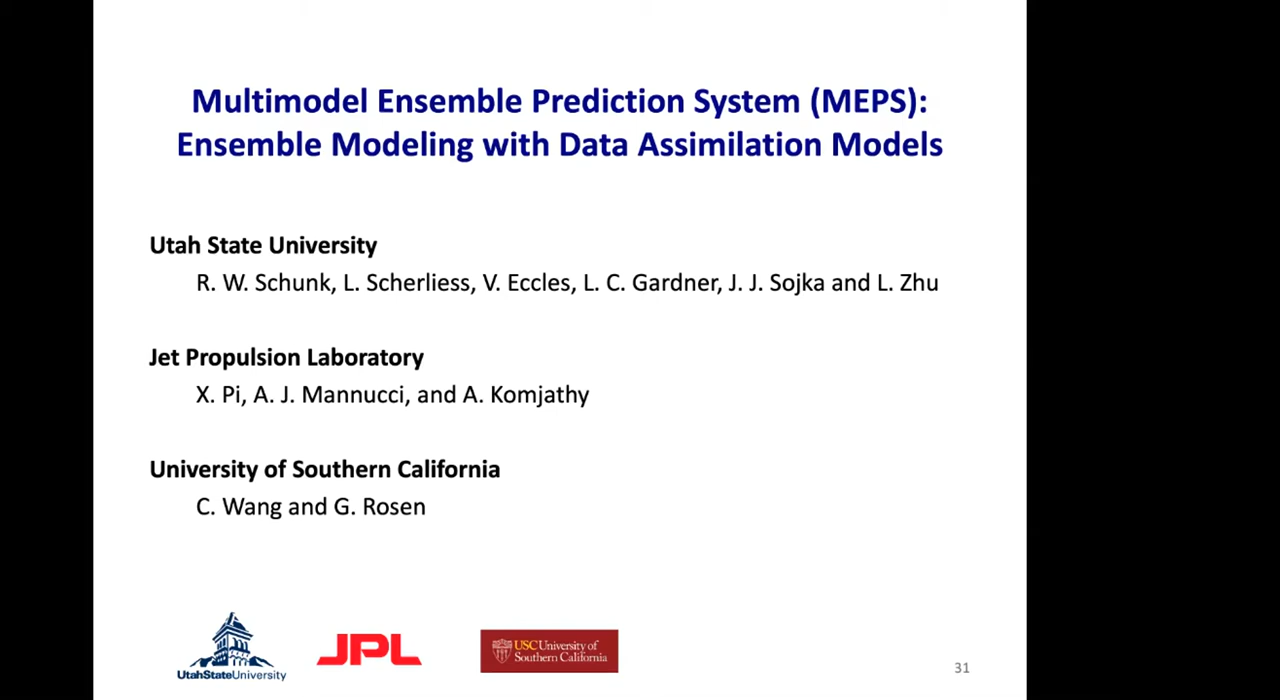 Multimodel Ensemble Prediction System (MEPS):
Ensemble Modeling with Data Assimilation Models
Utah State University
R. W. Schunk, L. Scherliess, V. Eccles, L. C. Gardner, J. J. Sojka and L. Zhu
Jet Propulsion Laboratory
X. Pi, A. J. Mannucci, and A. Komjathy
University of Southern California
C. Wang and G. Rosen
UtahStateUniversity
JPL
USC University of
Southern California
31